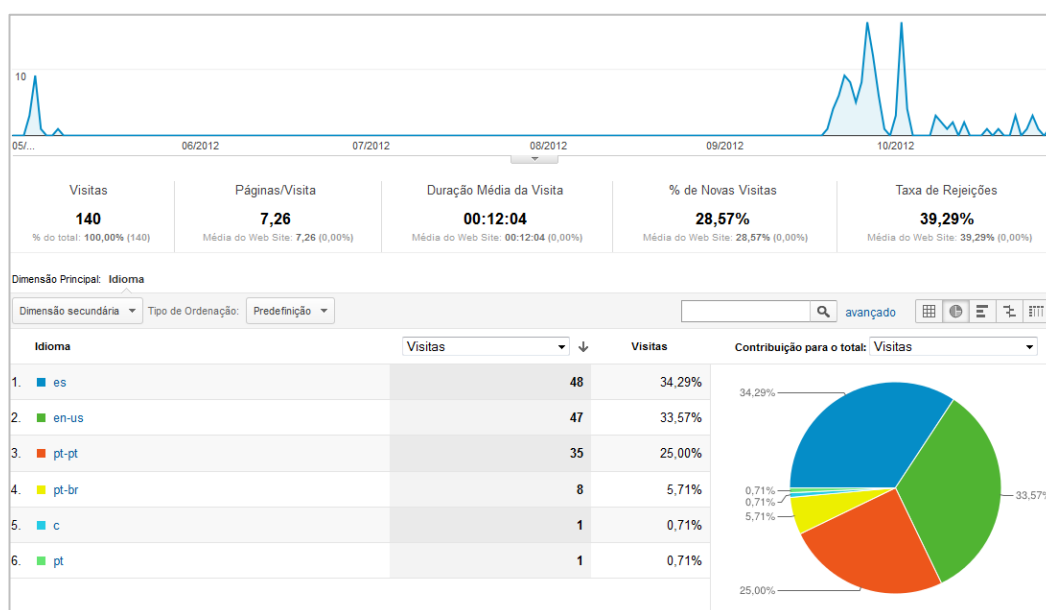 10
05/...
06/2012
07/2012
08/2012
09/2012
10/2012
Visitas
Páginas/Visita
Duração Média da Visita
% de Novas Visitas
Taxa de Rejeições
140
7,26
00:12:04
28,57%
39,29%
% do total: 100,00% (140)
Média do Web Site: 7,26 (0,00%)
Média do Web Site: 00:12:04 (0,00%)
Média do Web Site: 28,57% (0,00%)
Média do Web Site: 39,29% (0,00%)
Dimensão Principal: Idioma
Dimensão secundária
Tipo de Ordenação: Predefinição
avançado
Idioma
Visitas
Visitas
Contribuição para o total: Visitas
1. es 48 34,29%
2. en-us 47 33,57%
3. pt-pt 35 25,00%
4. pt-br 8 5,71%
5. c 1 0,71%
6. pt 1 0,71%
34,29%
0,71%
0,71%
5,71%
33,57%
25,00%